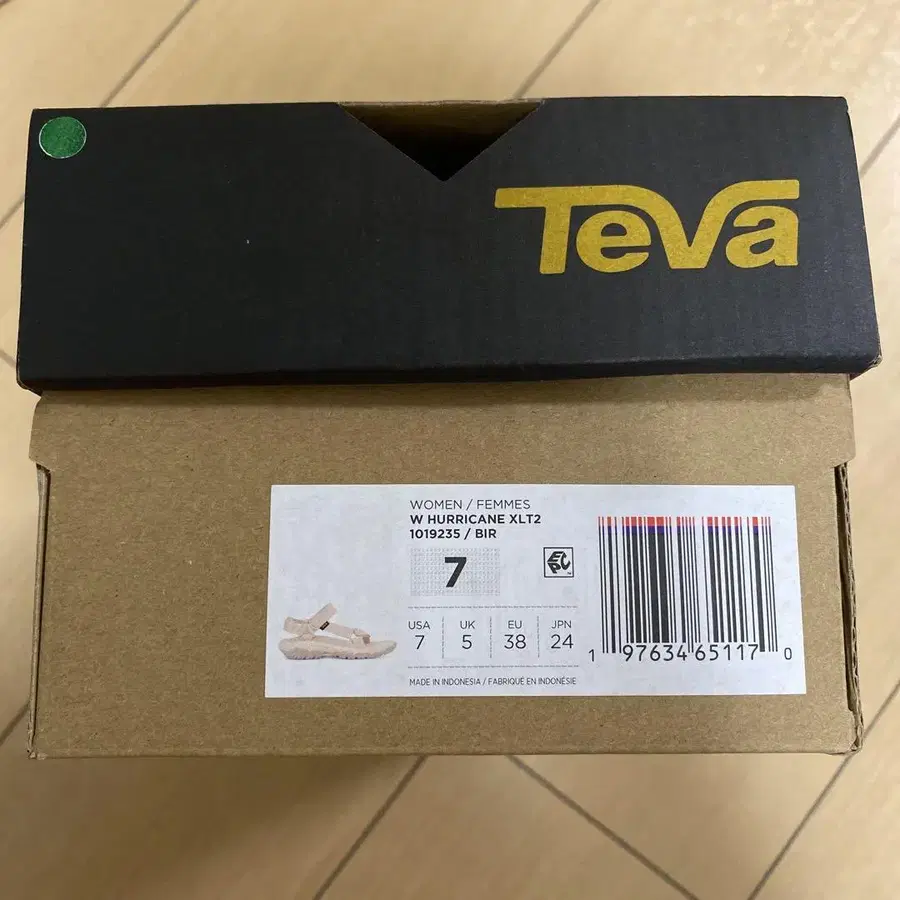 Teva
WOMEN / FEMMES
W HURRICANE XLT2
1019235 / BIR
7
EPC
USA UK EU JPN
7 5 38 24
MADE IN INDONESIA / FABRIQUÉ EN INDONÉSIE
1 97634 65117 0